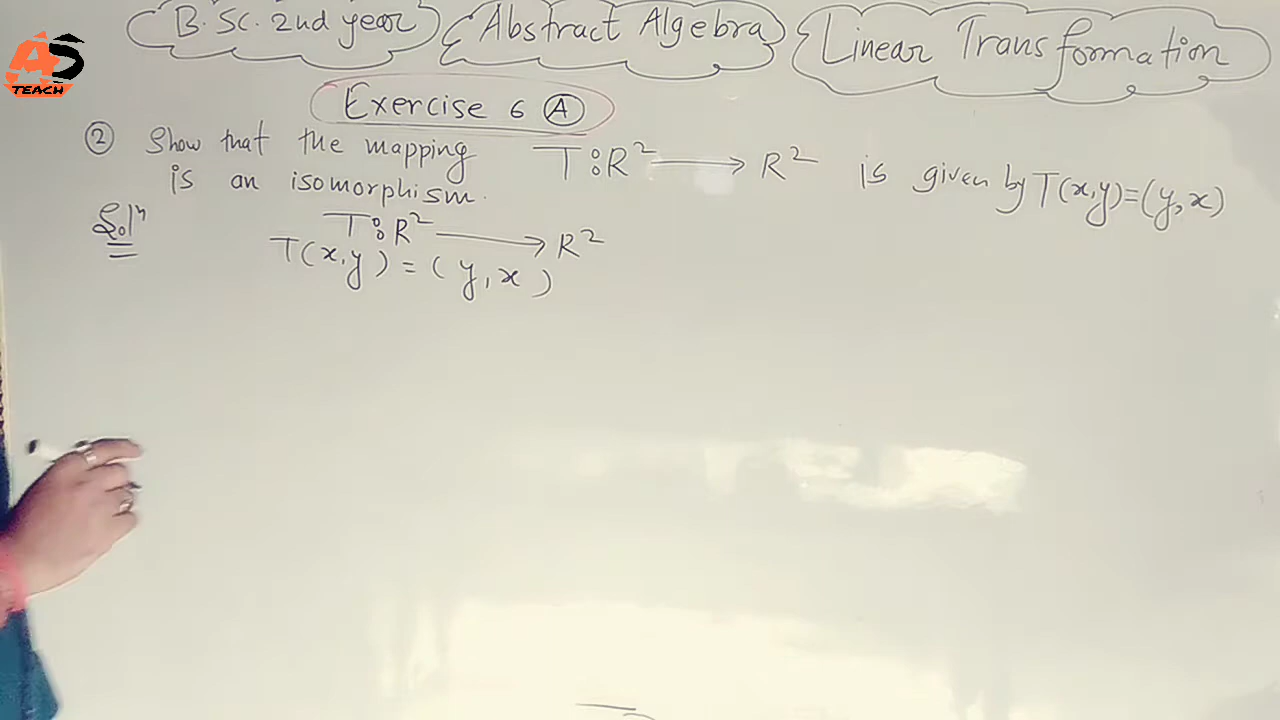 B.Sc. 2nd year Abstract Algebra Linear Transformation
AS
TEACH
Exercise 6 A
② Show that the mapping T:R² ⟶ R² is given by T(x,y)=(y,x)
is an isomorphism.
Solⁿ
T:R² ⟶ R²
T(x,y) = (y,x)